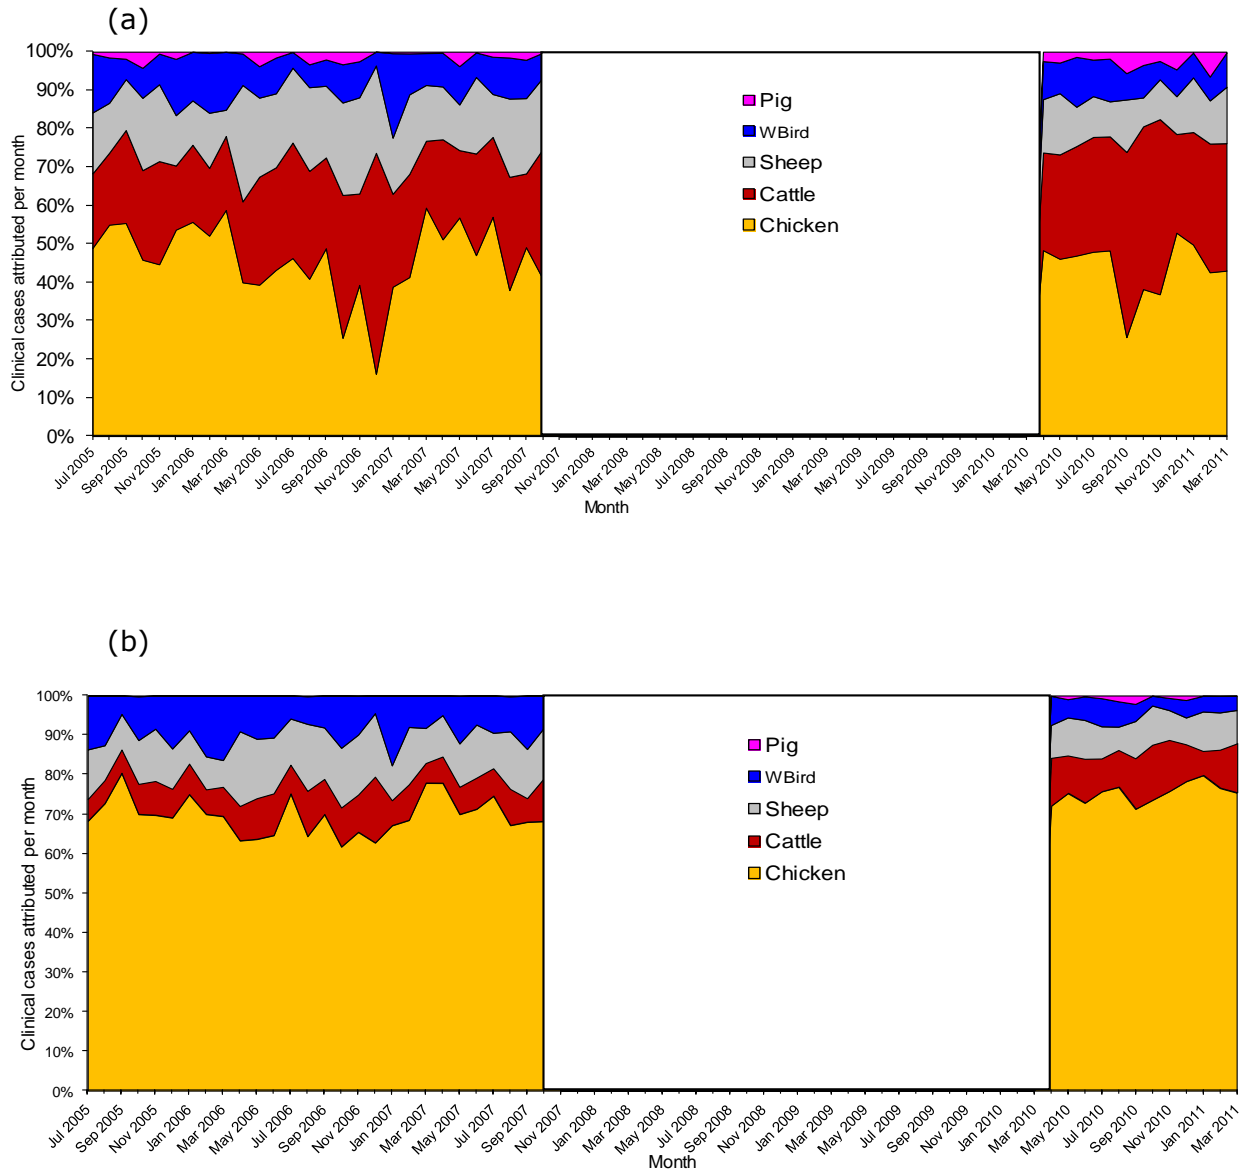 (a)
100%
90%
80%
70%
60%
50%
40%
30%
20%
10%
0%
Clinical cases attributed per month
Pig
WBird
Sheep
Cattle
Chicken
Jul 2005
Sep 2005
Nov 2005
Jan 2006
Mar 2006
May 2006
Jul 2006
Sep 2006
Nov 2006
Jan 2007
Mar 2007
May 2007
Jul 2007
Sep 2007
Nov 2007
Jan 2008
Mar 2008
May 2008
Jul 2008
Sep 2008
Nov 2008
Jan 2009
Mar 2009
May 2009
Jul 2009
Sep 2009
Nov 2009
Jan 2010
Mar 2010
May 2010
Jul 2010
Sep 2010
Nov 2010
Jan 2011
Mar 2011
Month
(b)
100%
90%
80%
70%
60%
50%
40%
30%
20%
10%
0%
Clinical cases attributed per month
Pig
WBird
Sheep
Cattle
Chicken
Jul 2005
Sep 2005
Nov 2005
Jan 2006
Mar 2006
May 2006
Jul 2006
Sep 2006
Nov 2006
Jan 2007
Mar 2007
May 2007
Jul 2007
Sep 2007
Nov 2007
Jan 2008
Mar 2008
May 2008
Jul 2008
Sep 2008
Nov 2008
Jan 2009
Mar 2009
May 2009
Jul 2009
Sep 2009
Nov 2009
Jan 2010
Mar 2010
May 2010
Jul 2010
Sep 2010
Nov 2010
Jan 2011
Mar 2011
Month